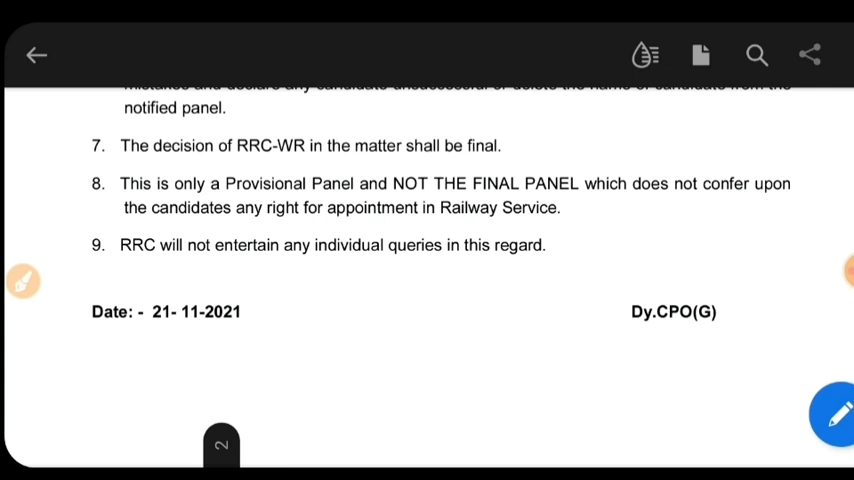 notified panel.
7. The decision of RRC-WR in the matter shall be final.
8. This is only a Provisional Panel and NOT THE FINAL PANEL which does not confer upon
the candidates any right for appointment in Railway Service.
9. RRC will not entertain any individual queries in this regard.
Date: - 21- 11-2021 Dy.CPO(G)
2